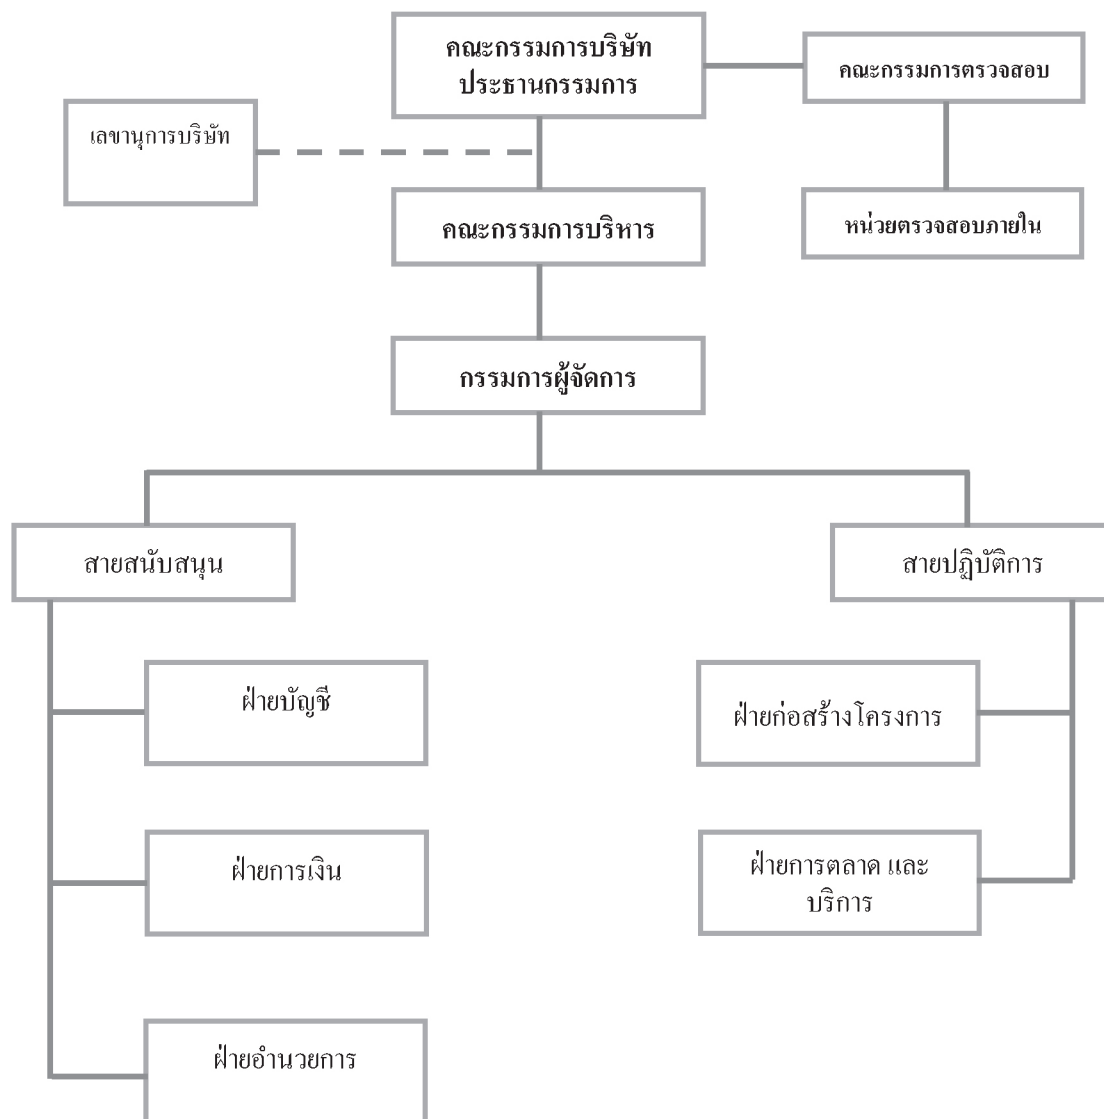 คณะกรรมการบริษัท
ประธานกรรมการ
คณะกรรมการตรวจสอบ
เลขานุการบริษัท
คณะกรรมการบริหาร
หน่วยตรวจสอบภายใน
กรรมการผู้จัดการ
สายสนับสนุน
สายปฏิบัติการ
ฝ่ายบัญชี
ฝ่ายก่อสร้างโครงการ
ฝ่ายการเงิน
ฝ่ายการตลาด และ
บริการ
ฝ่ายอำนวยการ